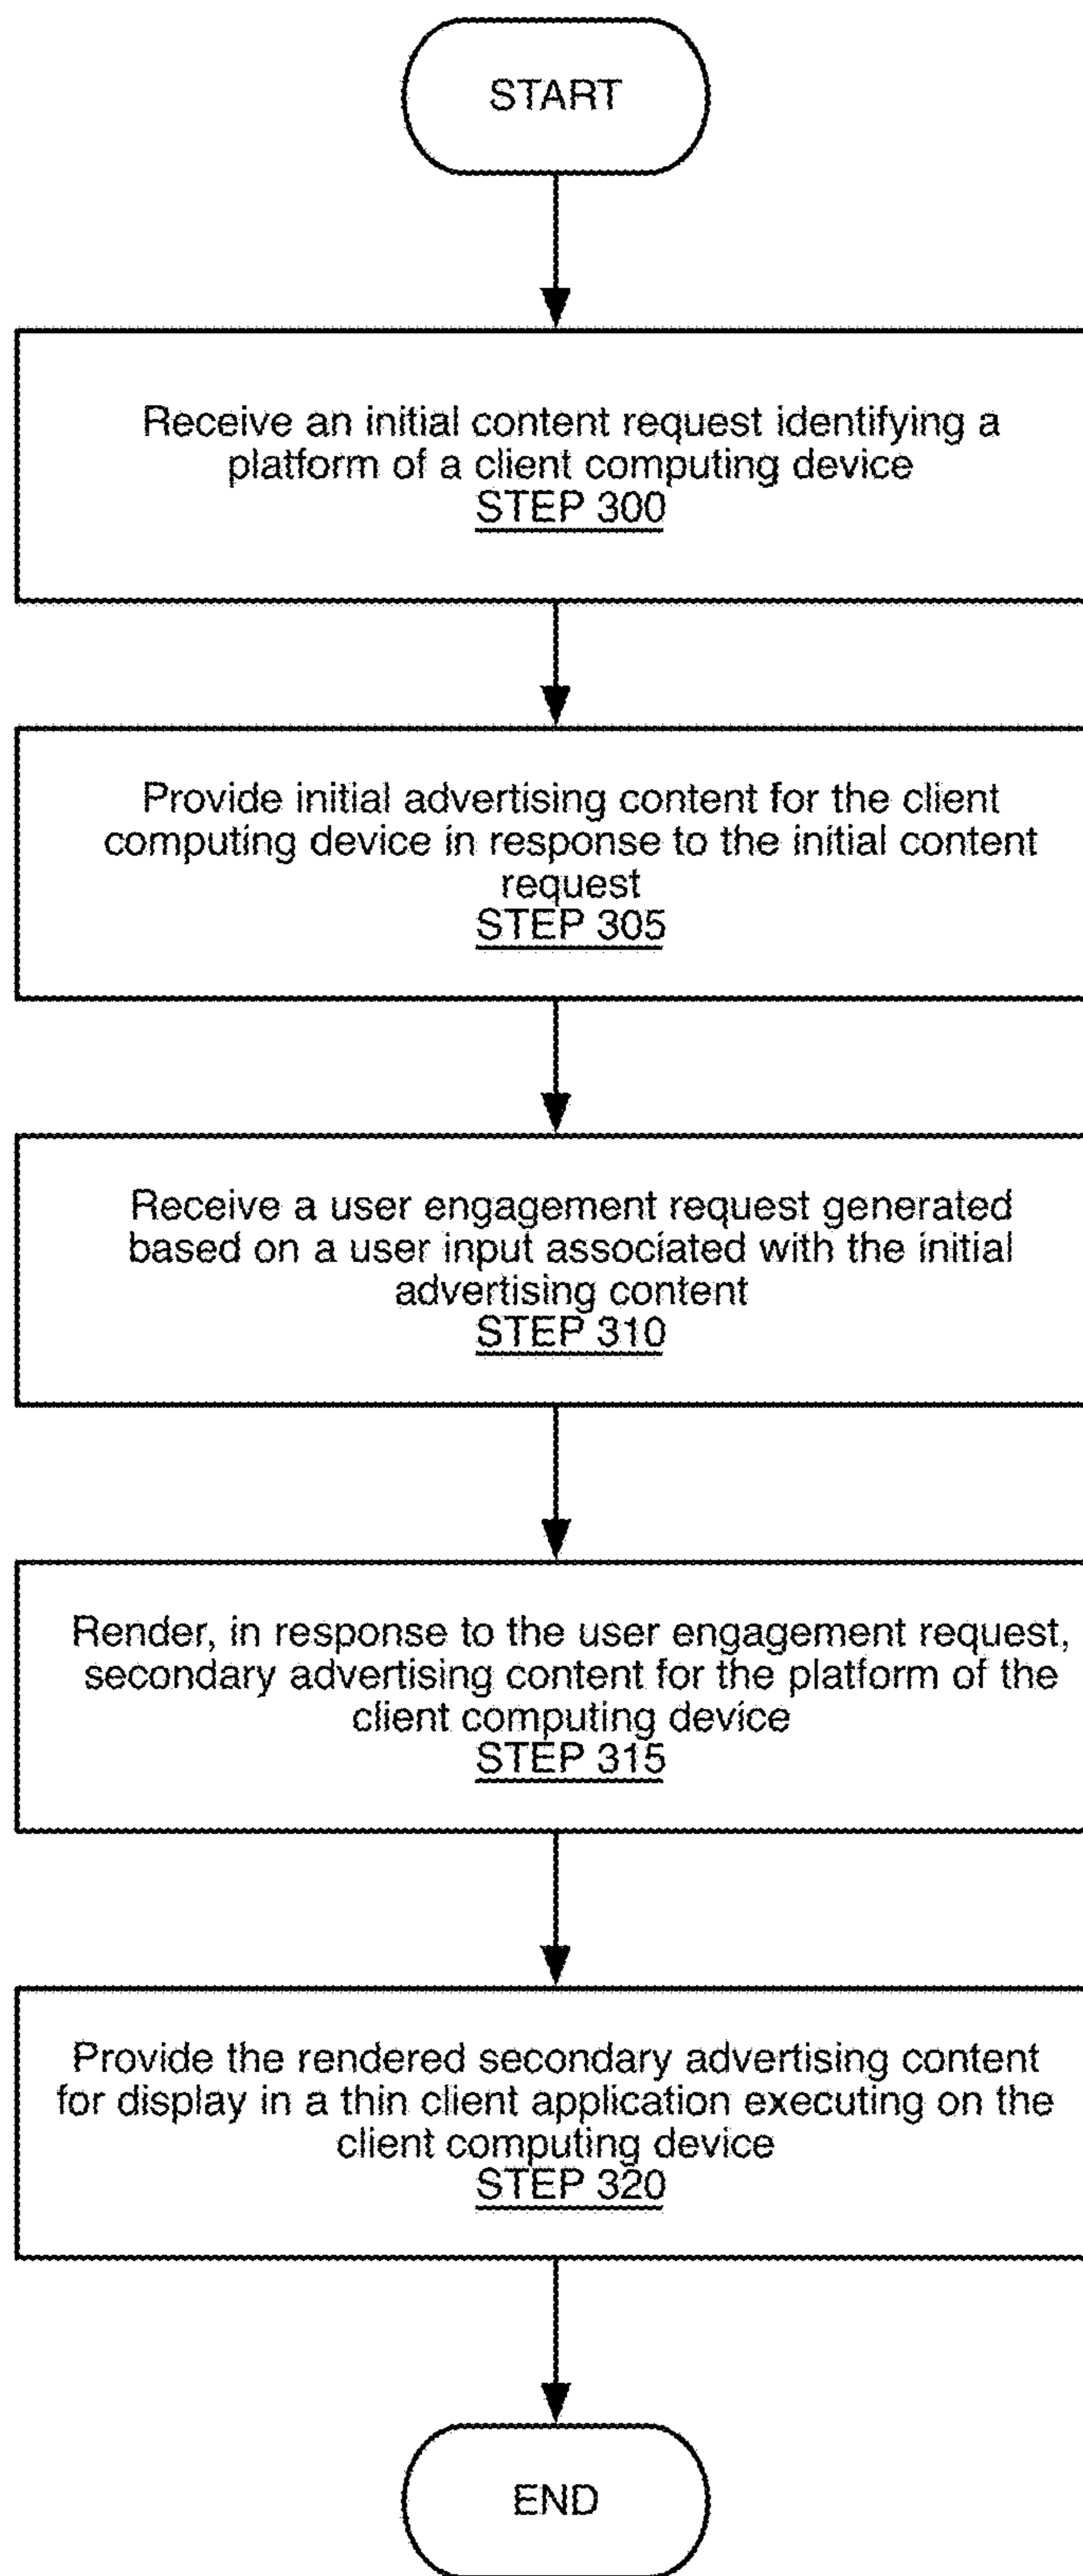 START
Receive an initial content request identifying a
platform of a client computing device
STEP 300
Provide initial advertising content for the client
computing device in response to the initial content
request
STEP 305
Receive a user engagement request generated
based on a user input associated with the initial
advertising content
STEP 310
Render, in response to the user engagement request,
secondary advertising content for the platform of the
client computing device
STEP 315
Provide the rendered secondary advertising content
for display in a thin client application executing on the
client computing device
STEP 320
END